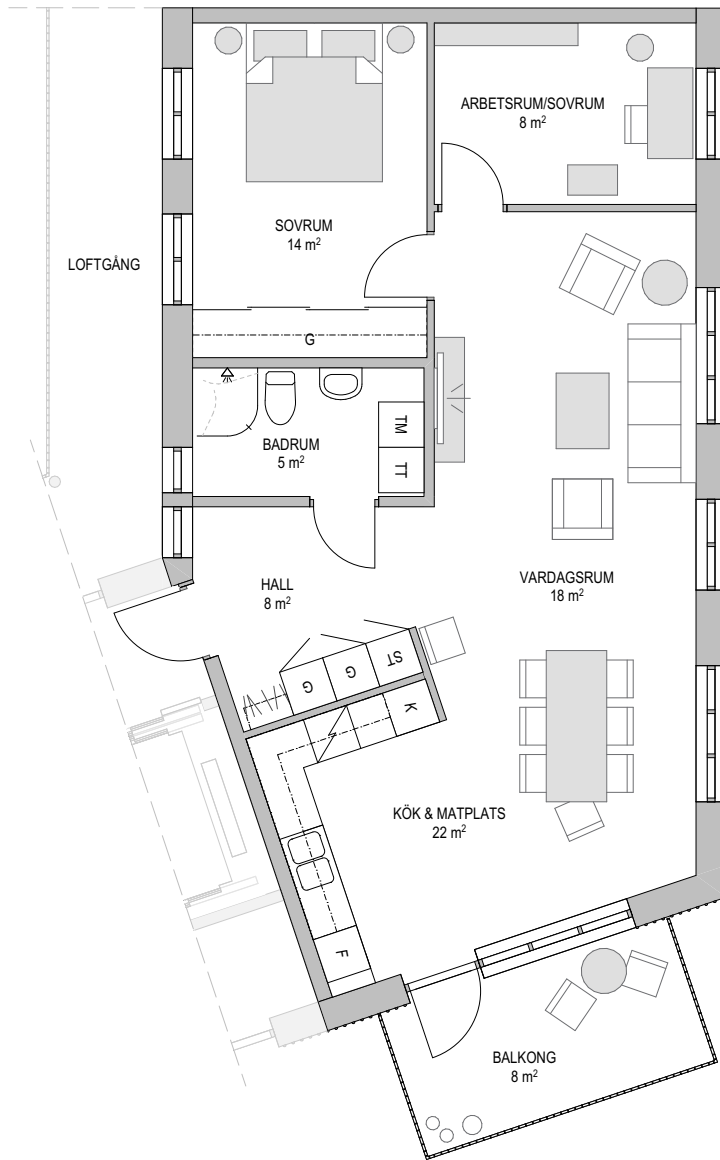 ARBETSRUM/SOVRUM
8 m²
SOVRUM
14 m²
LOFTGÅNG
G
BADRUM
5 m²
TM
TT
HALL
8 m²
VARDAGSRUM
18 m²
G
G
ST
K
KÖK & MATPLATS
22 m²
F
BALKONG
8 m²